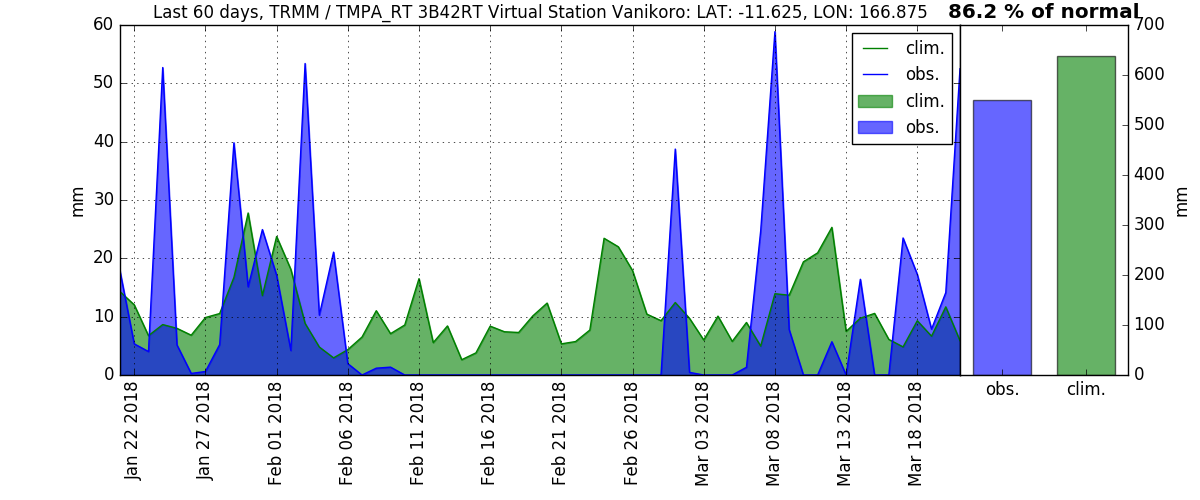 Last 60 days, TRMM / TMPA_RT 3B42RT Virtual Station Vanikoro: LAT: -11.625, LON: 166.875
86.2 % of normal
60
50
40
30
20
10
0
mm
clim.
obs.
clim.
obs.
Jan 22 2018
Jan 27 2018
Feb 01 2018
Feb 06 2018
Feb 11 2018
Feb 16 2018
Feb 21 2018
Feb 26 2018
Mar 03 2018
Mar 08 2018
Mar 13 2018
Mar 18 2018
700
600
500
400
300
200
100
0
mm
obs.
clim.